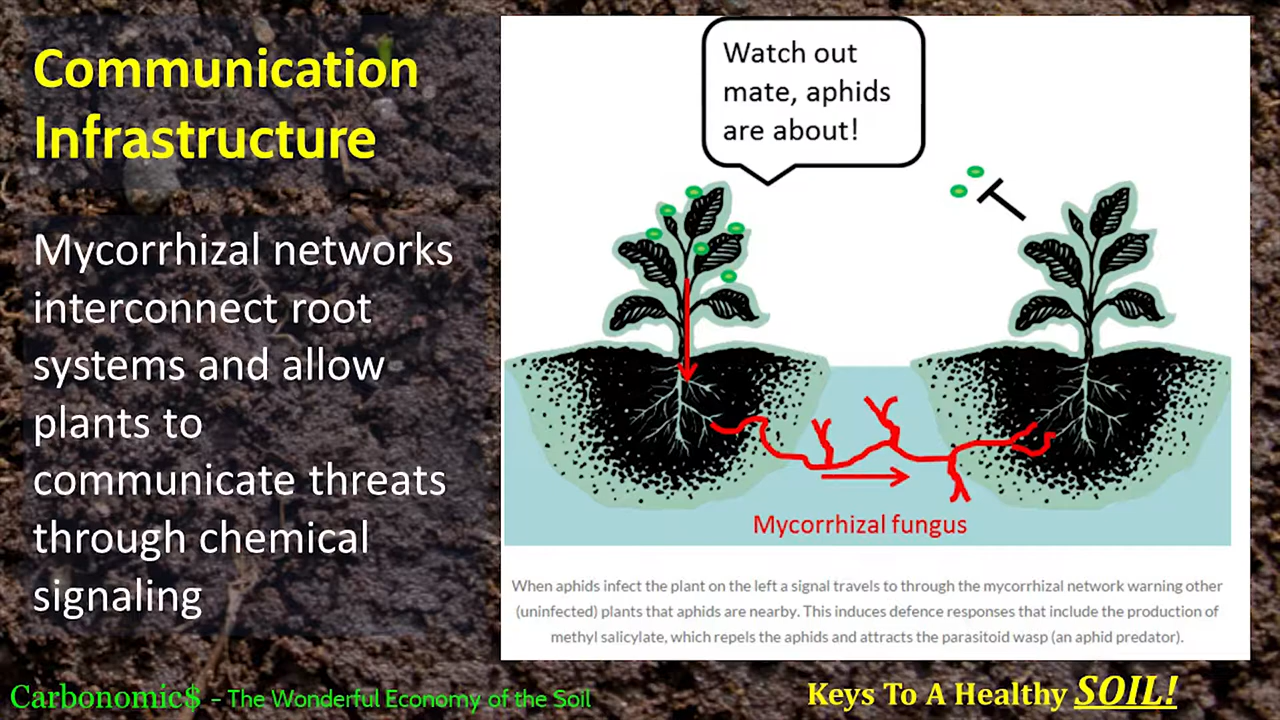 Communication
Infrastructure
Mycorrhizal networks
interconnect root
systems and allow
plants to
communicate threats
through chemical
signaling
Watch out
mate, aphids
are about!
Mycorrhizal fungus
When aphids infect the plant on the left a signal travels to through the mycorrhizal network warning other
(uninfected) plants that aphids are nearby. This induces defence responses that include the production of
methyl salicylate, which repels the aphids and attracts the parasitoid wasp (an aphid predator).
Carbonomic$ – The Wonderful Economy of the Soil
Keys To A Healthy SOIL!